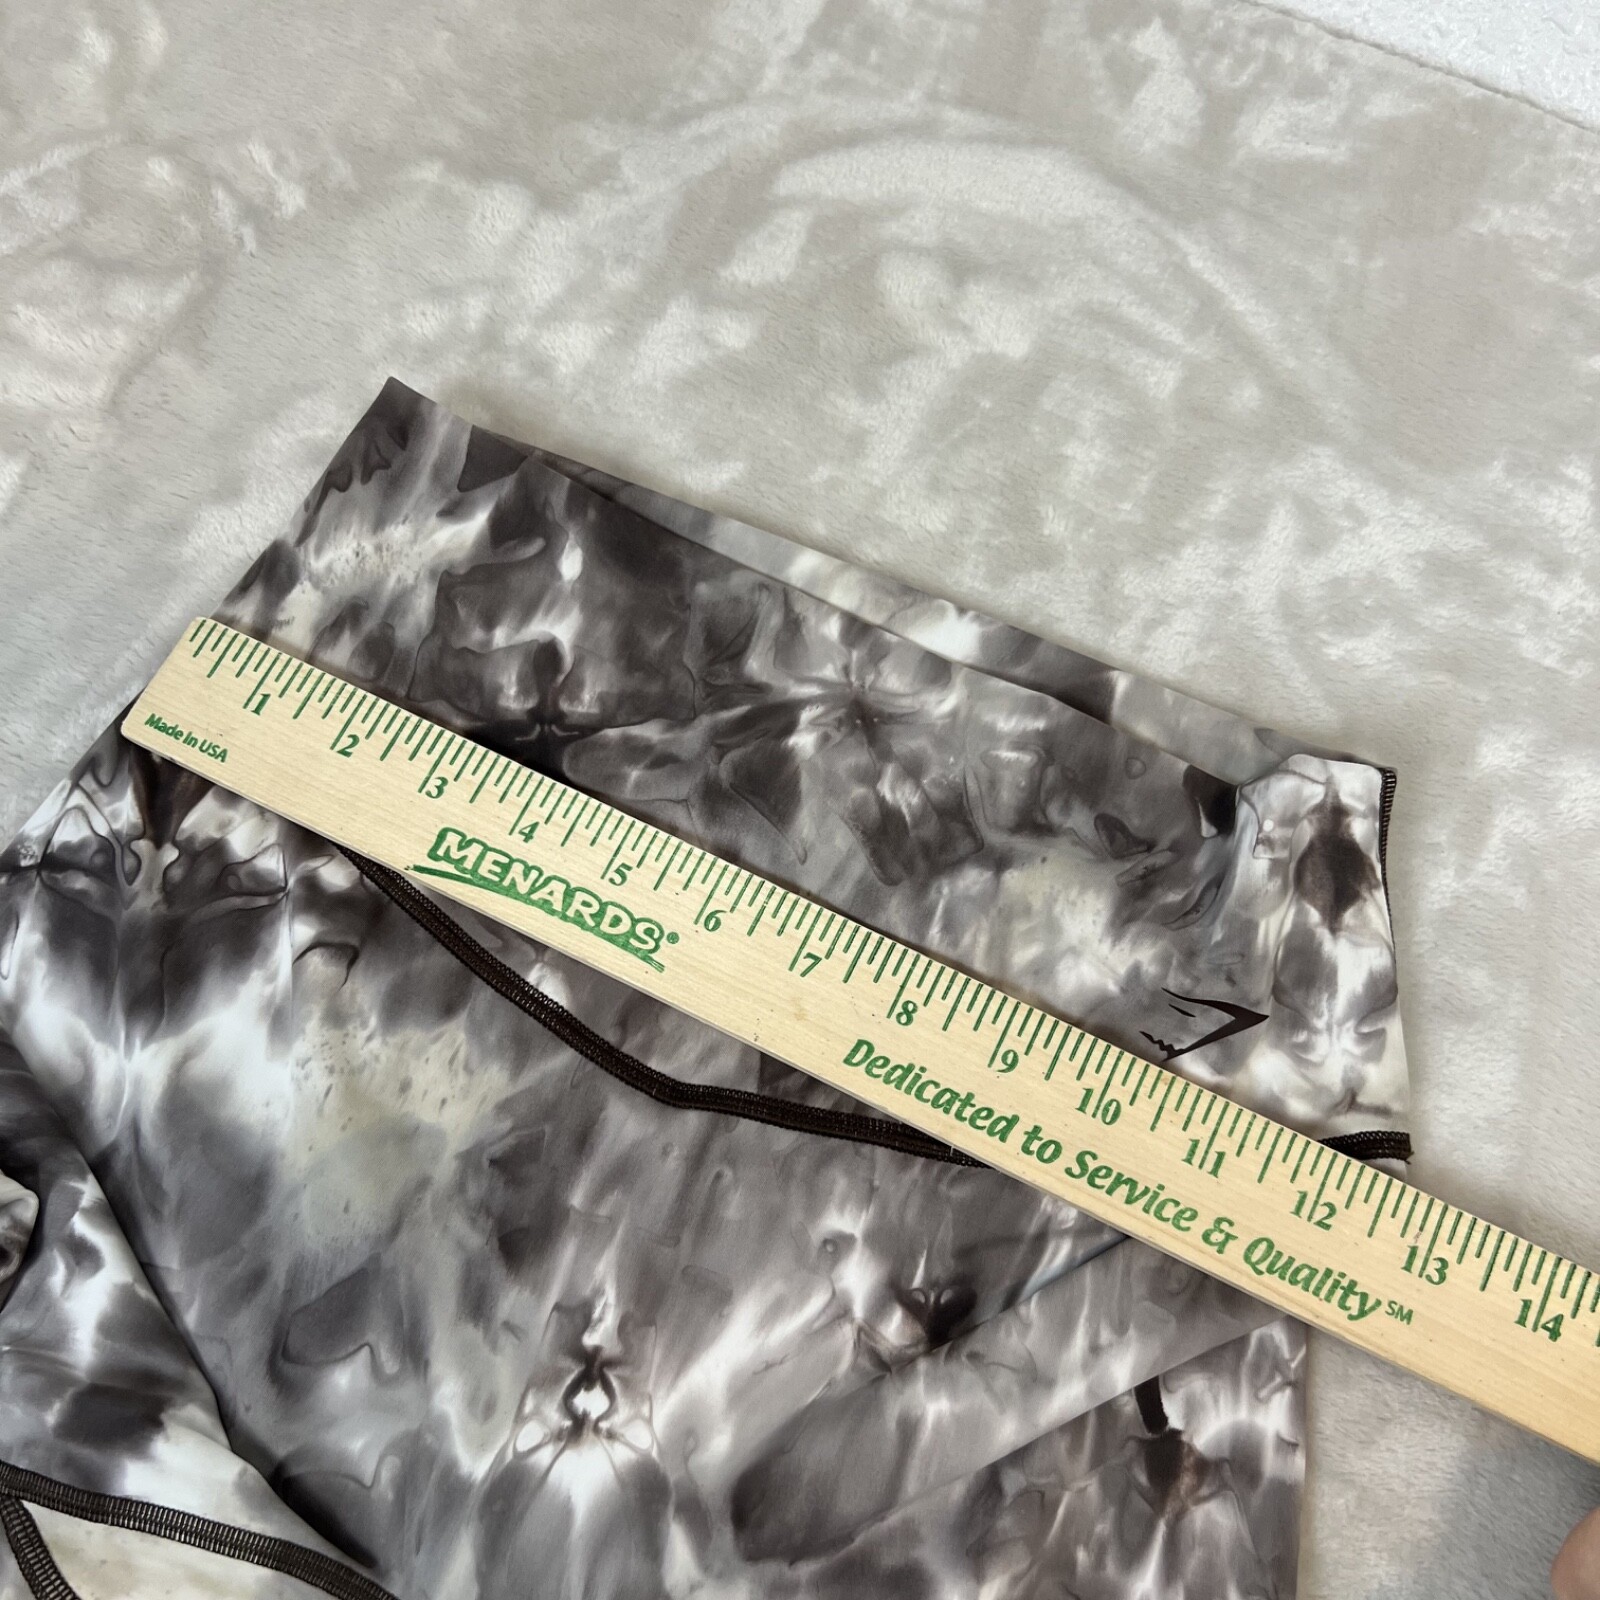 1 2 3 4 5 6 7 8 9 10 11 12 13 14
Made in USA
MENARDS®
Dedicated to Service & Quality SM